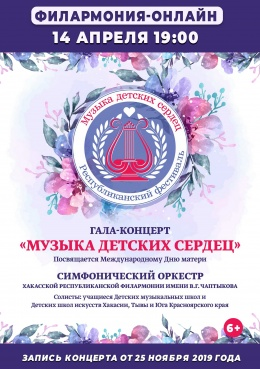 ФИЛАРМОНИЯ-ОНЛАЙН
14 АПРЕЛЯ 19:00
Музыка детских сердец
Республиканский фестиваль
ГАЛА-КОНЦЕРТ
«МУЗЫКА ДЕТСКИХ СЕРДЕЦ»
Посвящается Международному Дню матери
СИМФОНИЧЕСКИЙ ОРКЕСТР
ХАКАССКОЙ РЕСПУБЛИКАНСКОЙ ФИЛАРМОНИИ ИМЕНИ В.Г. ЧАПТЫКОВА
Солисты: учащиеся Детских музыкальных школ и
Детских школ искусств Хакасии, Тывы и Юга Красноярского края
6+
ЗАПИСЬ КОНЦЕРТА ОТ 25 НОЯБРЯ 2019 ГОДА